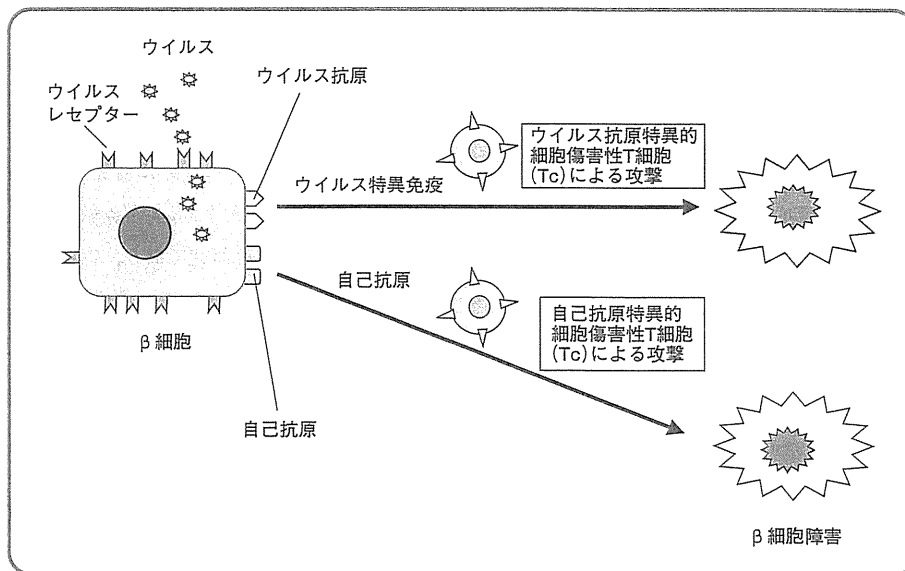 ウイルス
ウイルス
レセプター
ウイルス抗原
ウイルス抗原特異的
細胞傷害性T細胞
(Tc)による攻撃
ウイルス特異免疫
自己抗原
自己抗原特異的
細胞傷害性T細胞
(Tc)による攻撃
β細胞
自己抗原
β細胞障害